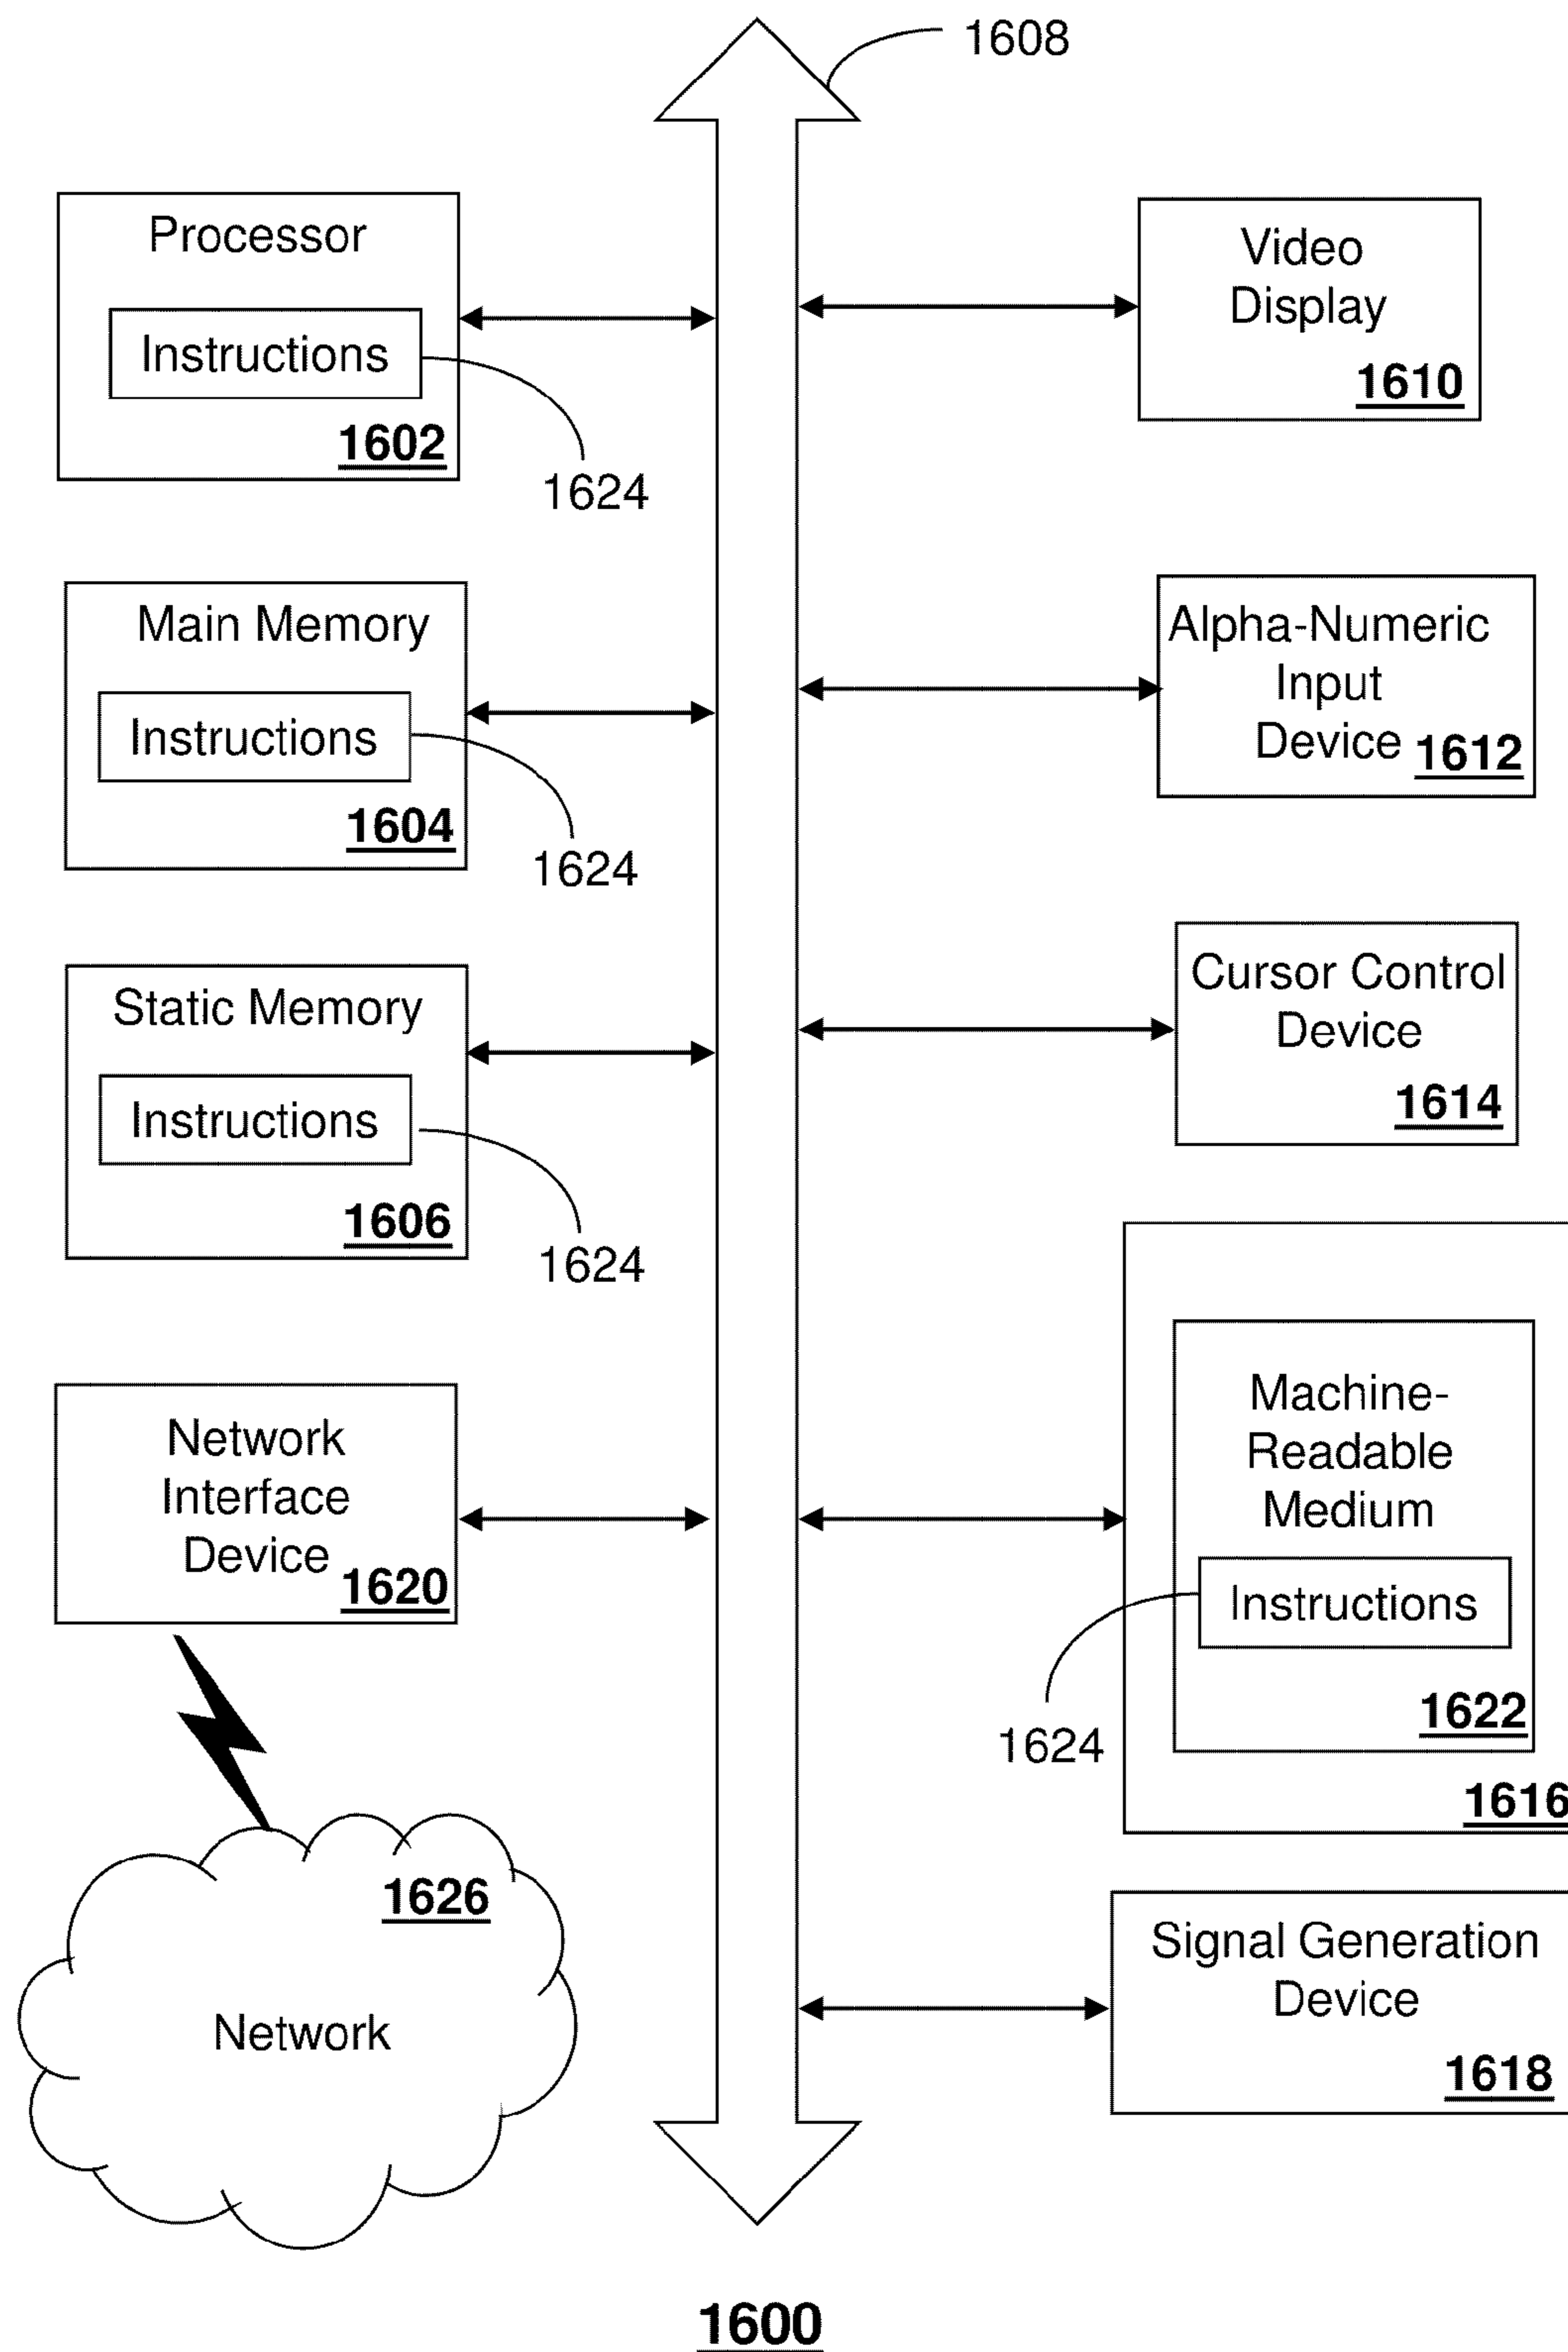 1608
Processor
Instructions
1602
1624
Main Memory
Instructions
1604
1624
Static Memory
Instructions
1606
1624
Network
Interface
Device
1620
1626
Network
Video
Display
1610
Alpha-Numeric
Input
Device 1612
Cursor Control
Device
1614
Machine-
Readable
Medium
Instructions
1622
1624
1616
Signal Generation
Device
1618
1600